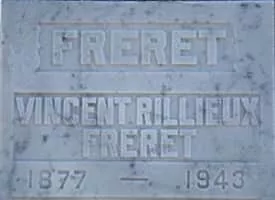 FRERET
VINCENT RILLIEUX
FRERET
1877 — 1943